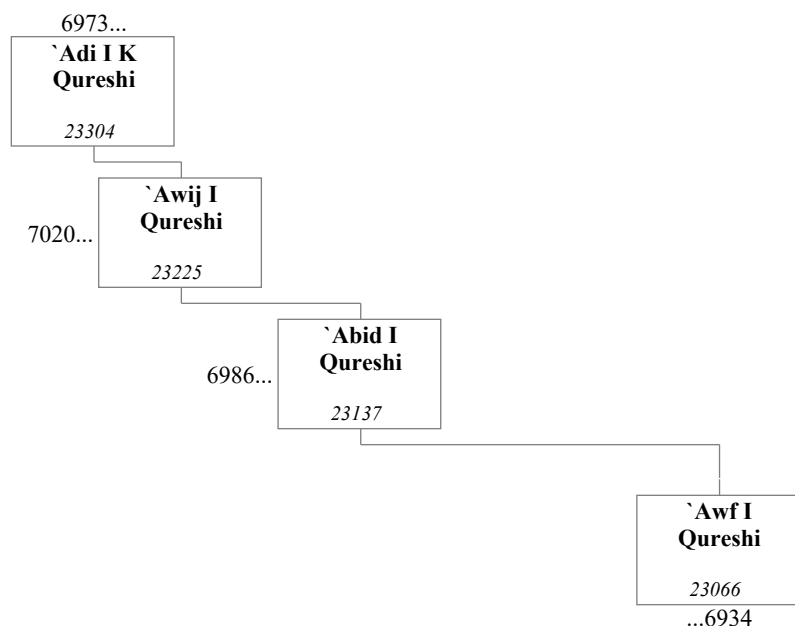 6973...
`Adi I K
Qureshi
23304
`Awij I
Qureshi
7020...
23225
`Abid I
Qureshi
6986...
23137
`Awf I
Qureshi
23066
...6934